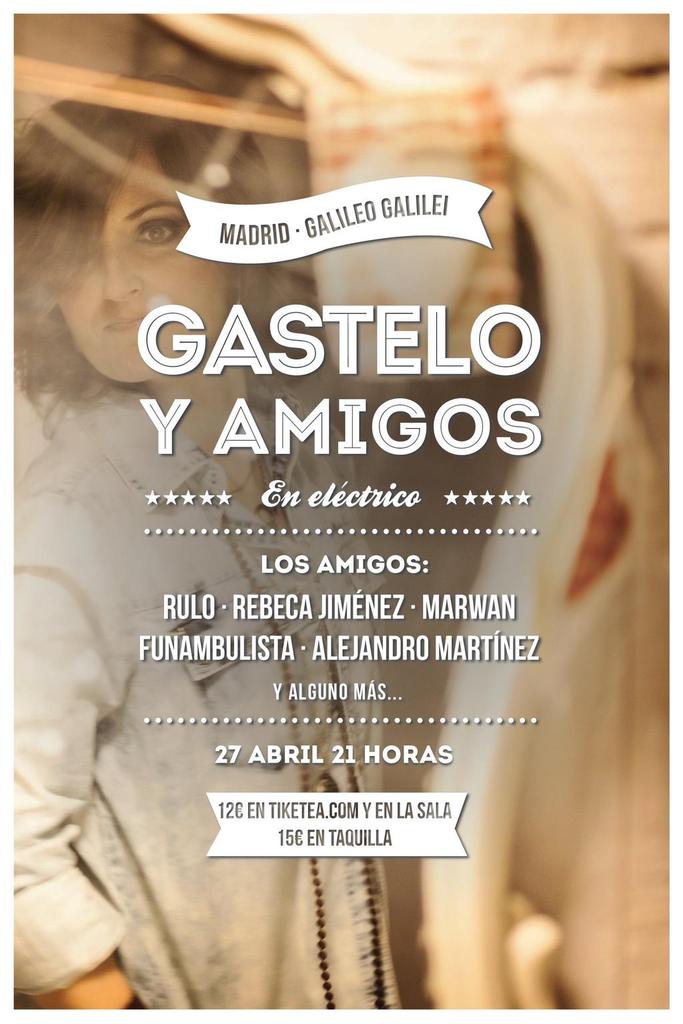 MADRID · GALILEO GALILEI
GASTELO
Y AMIGOS
★★★★★ En eléctrico ★★★★★
LOS AMIGOS:
RULO · REBECA JIMÉNEZ · MARWAN
FUNAMBULISTA · ALEJANDRO MARTÍNEZ
Y ALGUNO MÁS...
27 ABRIL 21 HORAS
12€ EN TIKETEA.COM Y EN LA SALA
15€ EN TAQUILLA